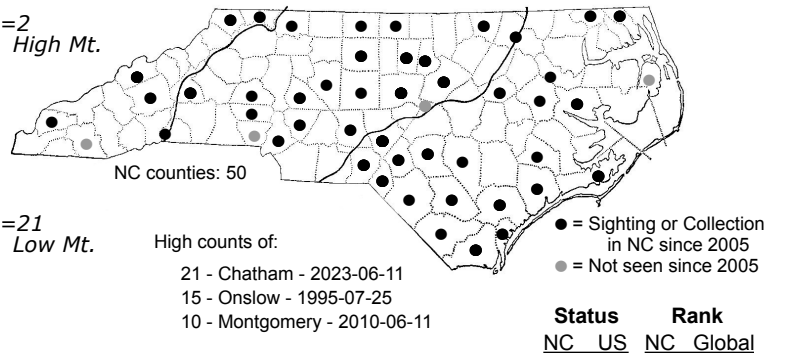 =2
High Mt.
NC counties: 50
=21
Low Mt.
High counts of:
21 - Chatham - 2023-06-11
15 - Onslow - 1995-07-25
10 - Montgomery - 2010-06-11
= Sighting or Collection
in NC since 2005
= Not seen since 2005
Status Rank
NC US NC Global